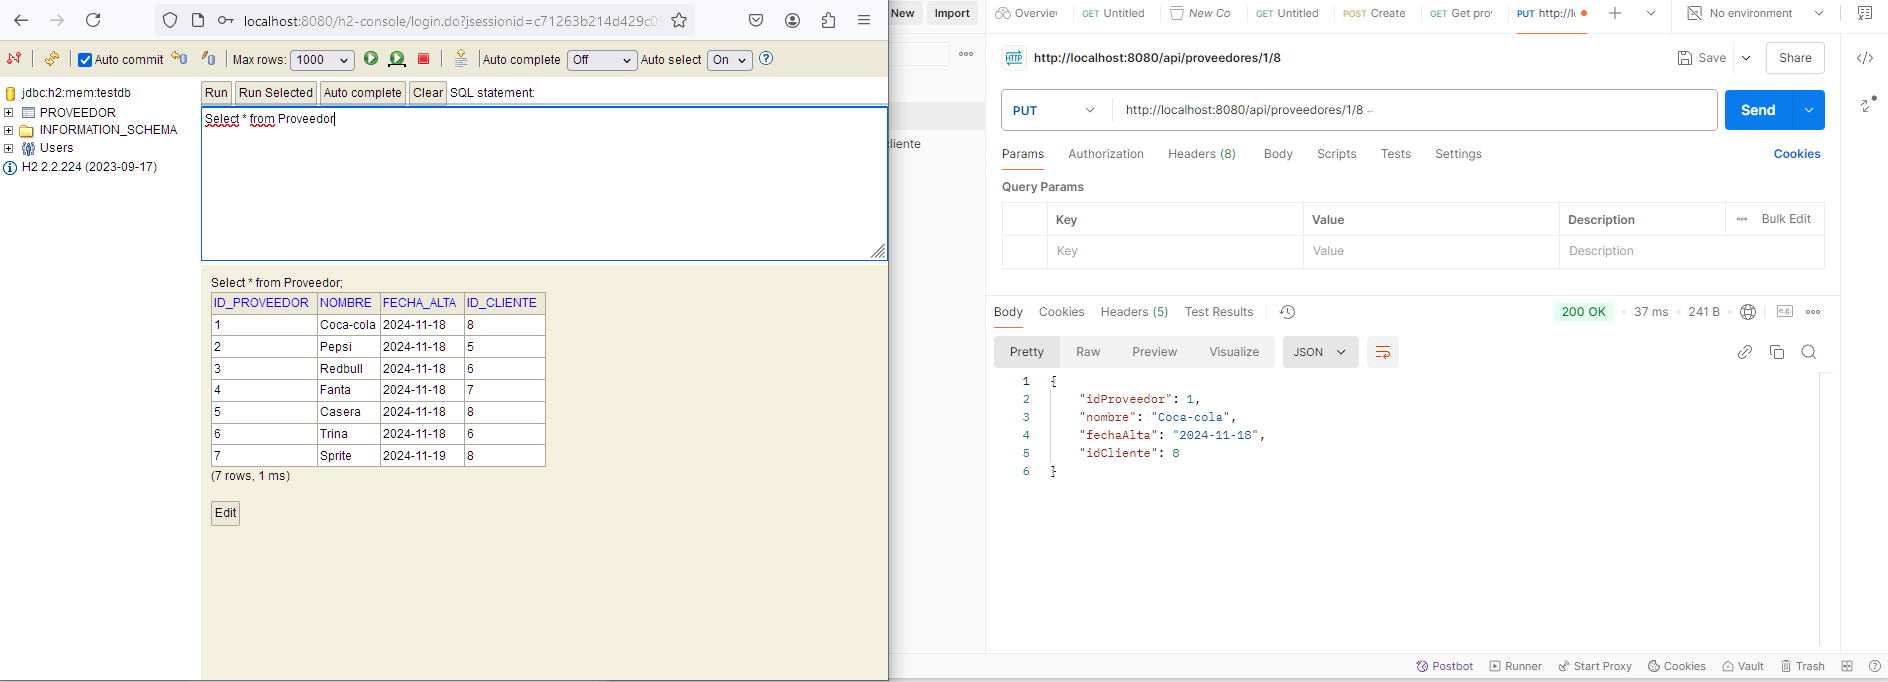 localhost:8080/h2-console/login.do?jsessionid=c71263b214d429c0
Auto commit
Max rows:
1000
Auto complete
Off
Auto select
On
jdbc:h2:mem:testdb
PROVEEDOR
INFORMATION_SCHEMA
Users
H2 2.2.224 (2023-09-17)
Run
Run Selected
Auto complete
Clear
SQL statement:
Select * from Proveedor
Select * from Proveedor;
ID_PROVEEDOR NOMBRE FECHA_ALTA ID_CLIENTE
1 Coca-cola 2024-11-18 8
2 Pepsi 2024-11-18 5
3 Redbull 2024-11-18 6
4 Fanta 2024-11-18 7
5 Casera 2024-11-18 8
6 Trina 2024-11-18 6
7 Sprite 2024-11-19 8
(7 rows, 1 ms)
Edit
New
Import
cliente
Overvie
GET Untitled
New Co
GET Untitled
POST Create
GET Get pro
PUT http://l
No environment
HTTP
http://localhost:8080/api/proveedores/1/8
Save
Share
PUT
http://localhost:8080/api/proveedores/1/8
Send
Params
Authorization
Headers (8)
Body
Scripts
Tests
Settings
Cookies
Query Params
Key Value Description Bulk Edit
Key Value Description
Body
Cookies
Headers (5)
Test Results
200 OK
37 ms
241 B
e.g.
Pretty
Raw
Preview
Visualize
JSON
1 {
2 "idProveedor": 1,
3 "nombre": "Coca-cola",
4 "fechaAlta": "2024-11-18",
5 "idCliente": 8
6 }
Postbot
Runner
Start Proxy
Cookies
Vault
Trash